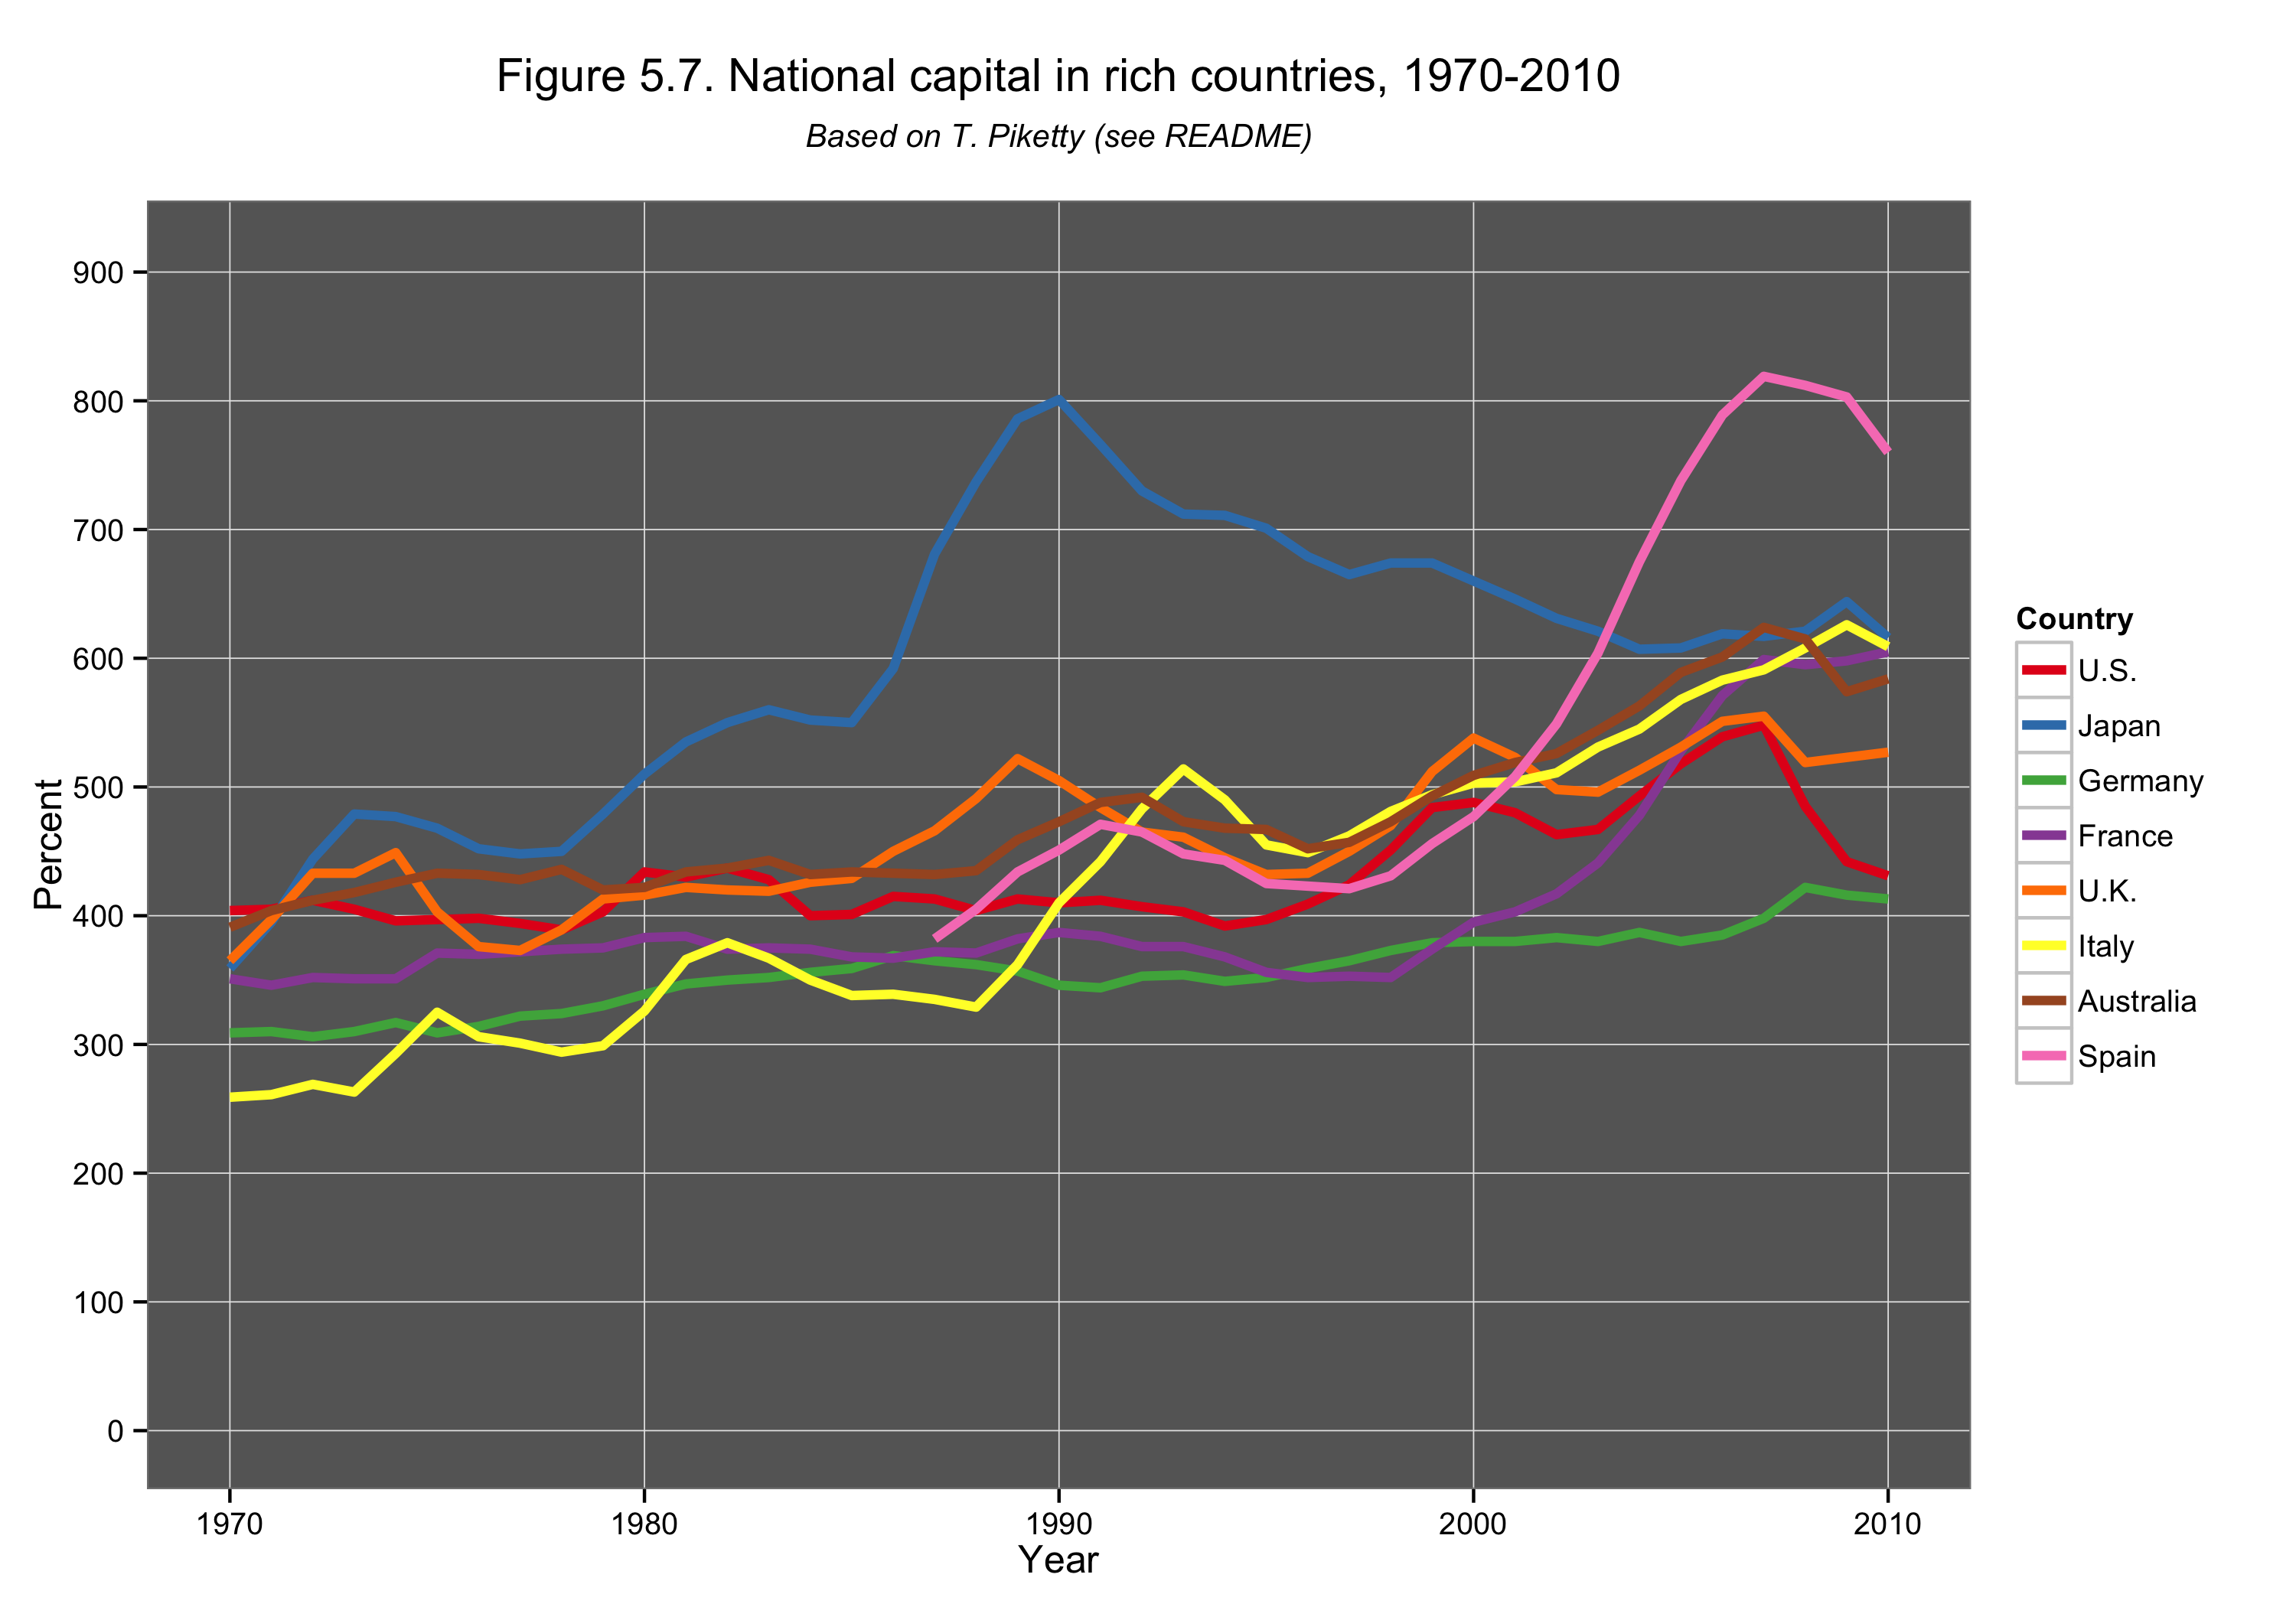 Figure 5.7. National capital in rich countries, 1970-2010
Based on T. Piketty (see README)
Percent
900
800
700
600
500
400
300
200
100
0
1970 1980 1990 2000 2010
Year
Country
U.S.
Japan
Germany
France
U.K.
Italy
Australia
Spain